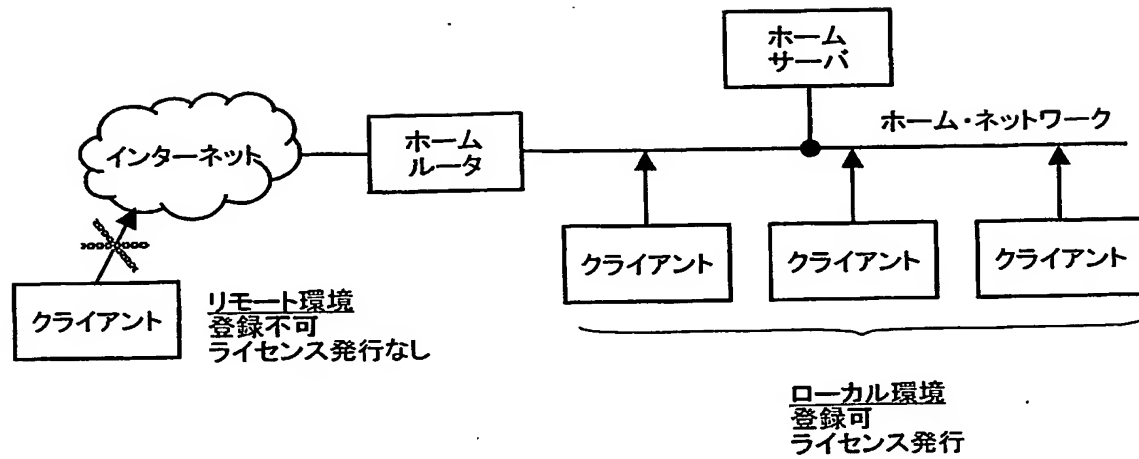 ホーム
サーバ
ホーム・ネットワーク
インターネット
ホーム
ルータ
クライアント
クライアント
クライアント
クライアント
リモート環境
登録不可
ライセンス発行なし
ローカル環境
登録可
ライセンス発行